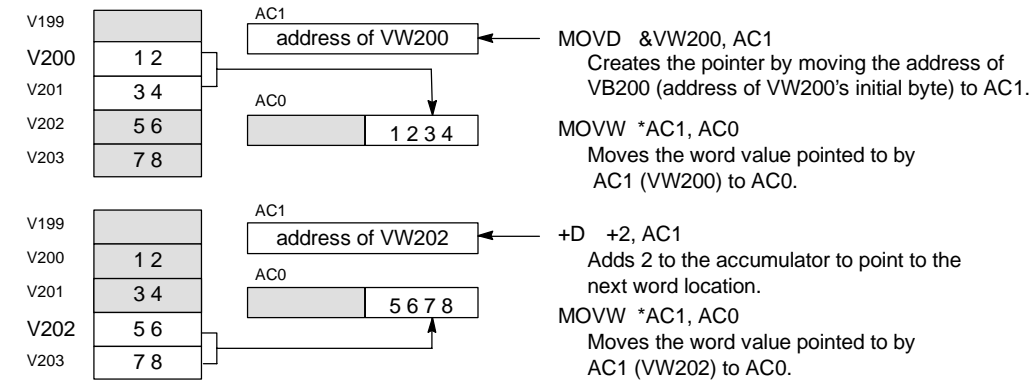 V199
V200
V201
V202
V203
1 2
3 4
5 6
7 8
AC1
address of VW200
AC0
1 2 3 4
MOVD &VW200, AC1
Creates the pointer by moving the address of
VB200 (address of VW200's initial byte) to AC1.
MOVW *AC1, AC0
Moves the word value pointed to by
AC1 (VW200) to AC0.
V199
V200
V201
V202
V203
1 2
3 4
5 6
7 8
AC1
address of VW202
AC0
5 6 7 8
+D +2, AC1
Adds 2 to the accumulator to point to the
next word location.
MOVW *AC1, AC0
Moves the word value pointed to by
AC1 (VW202) to AC0.